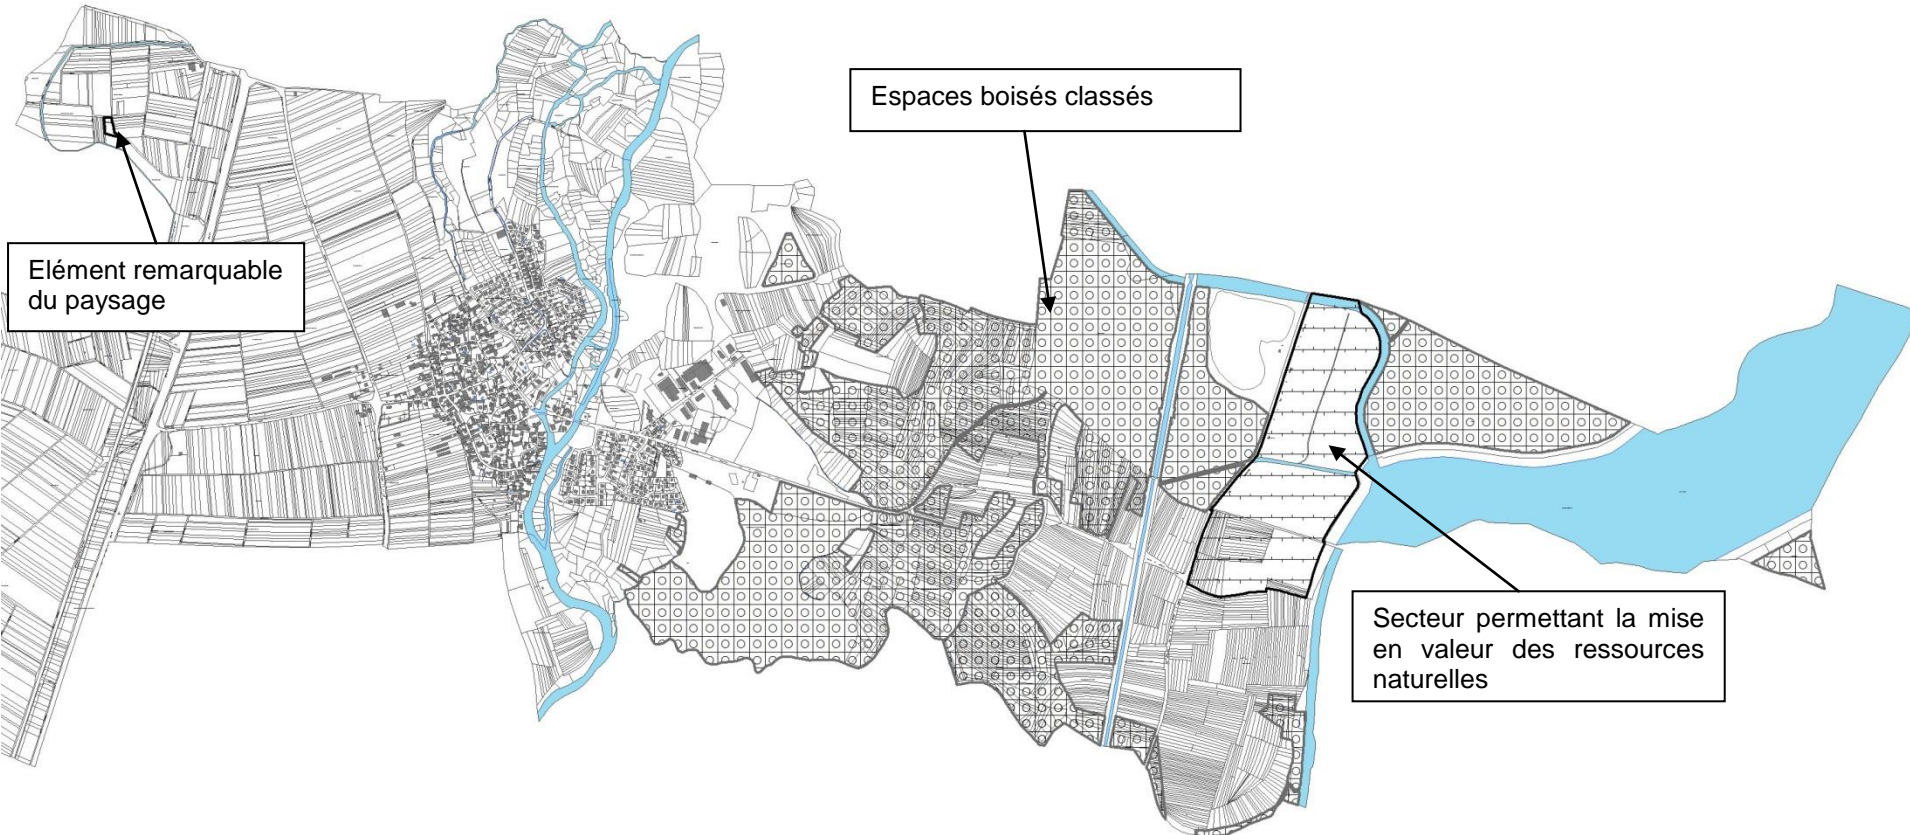 Espaces boisés classés
Elément remarquable
du paysage
Secteur permettant la mise
en valeur des ressources
naturelles